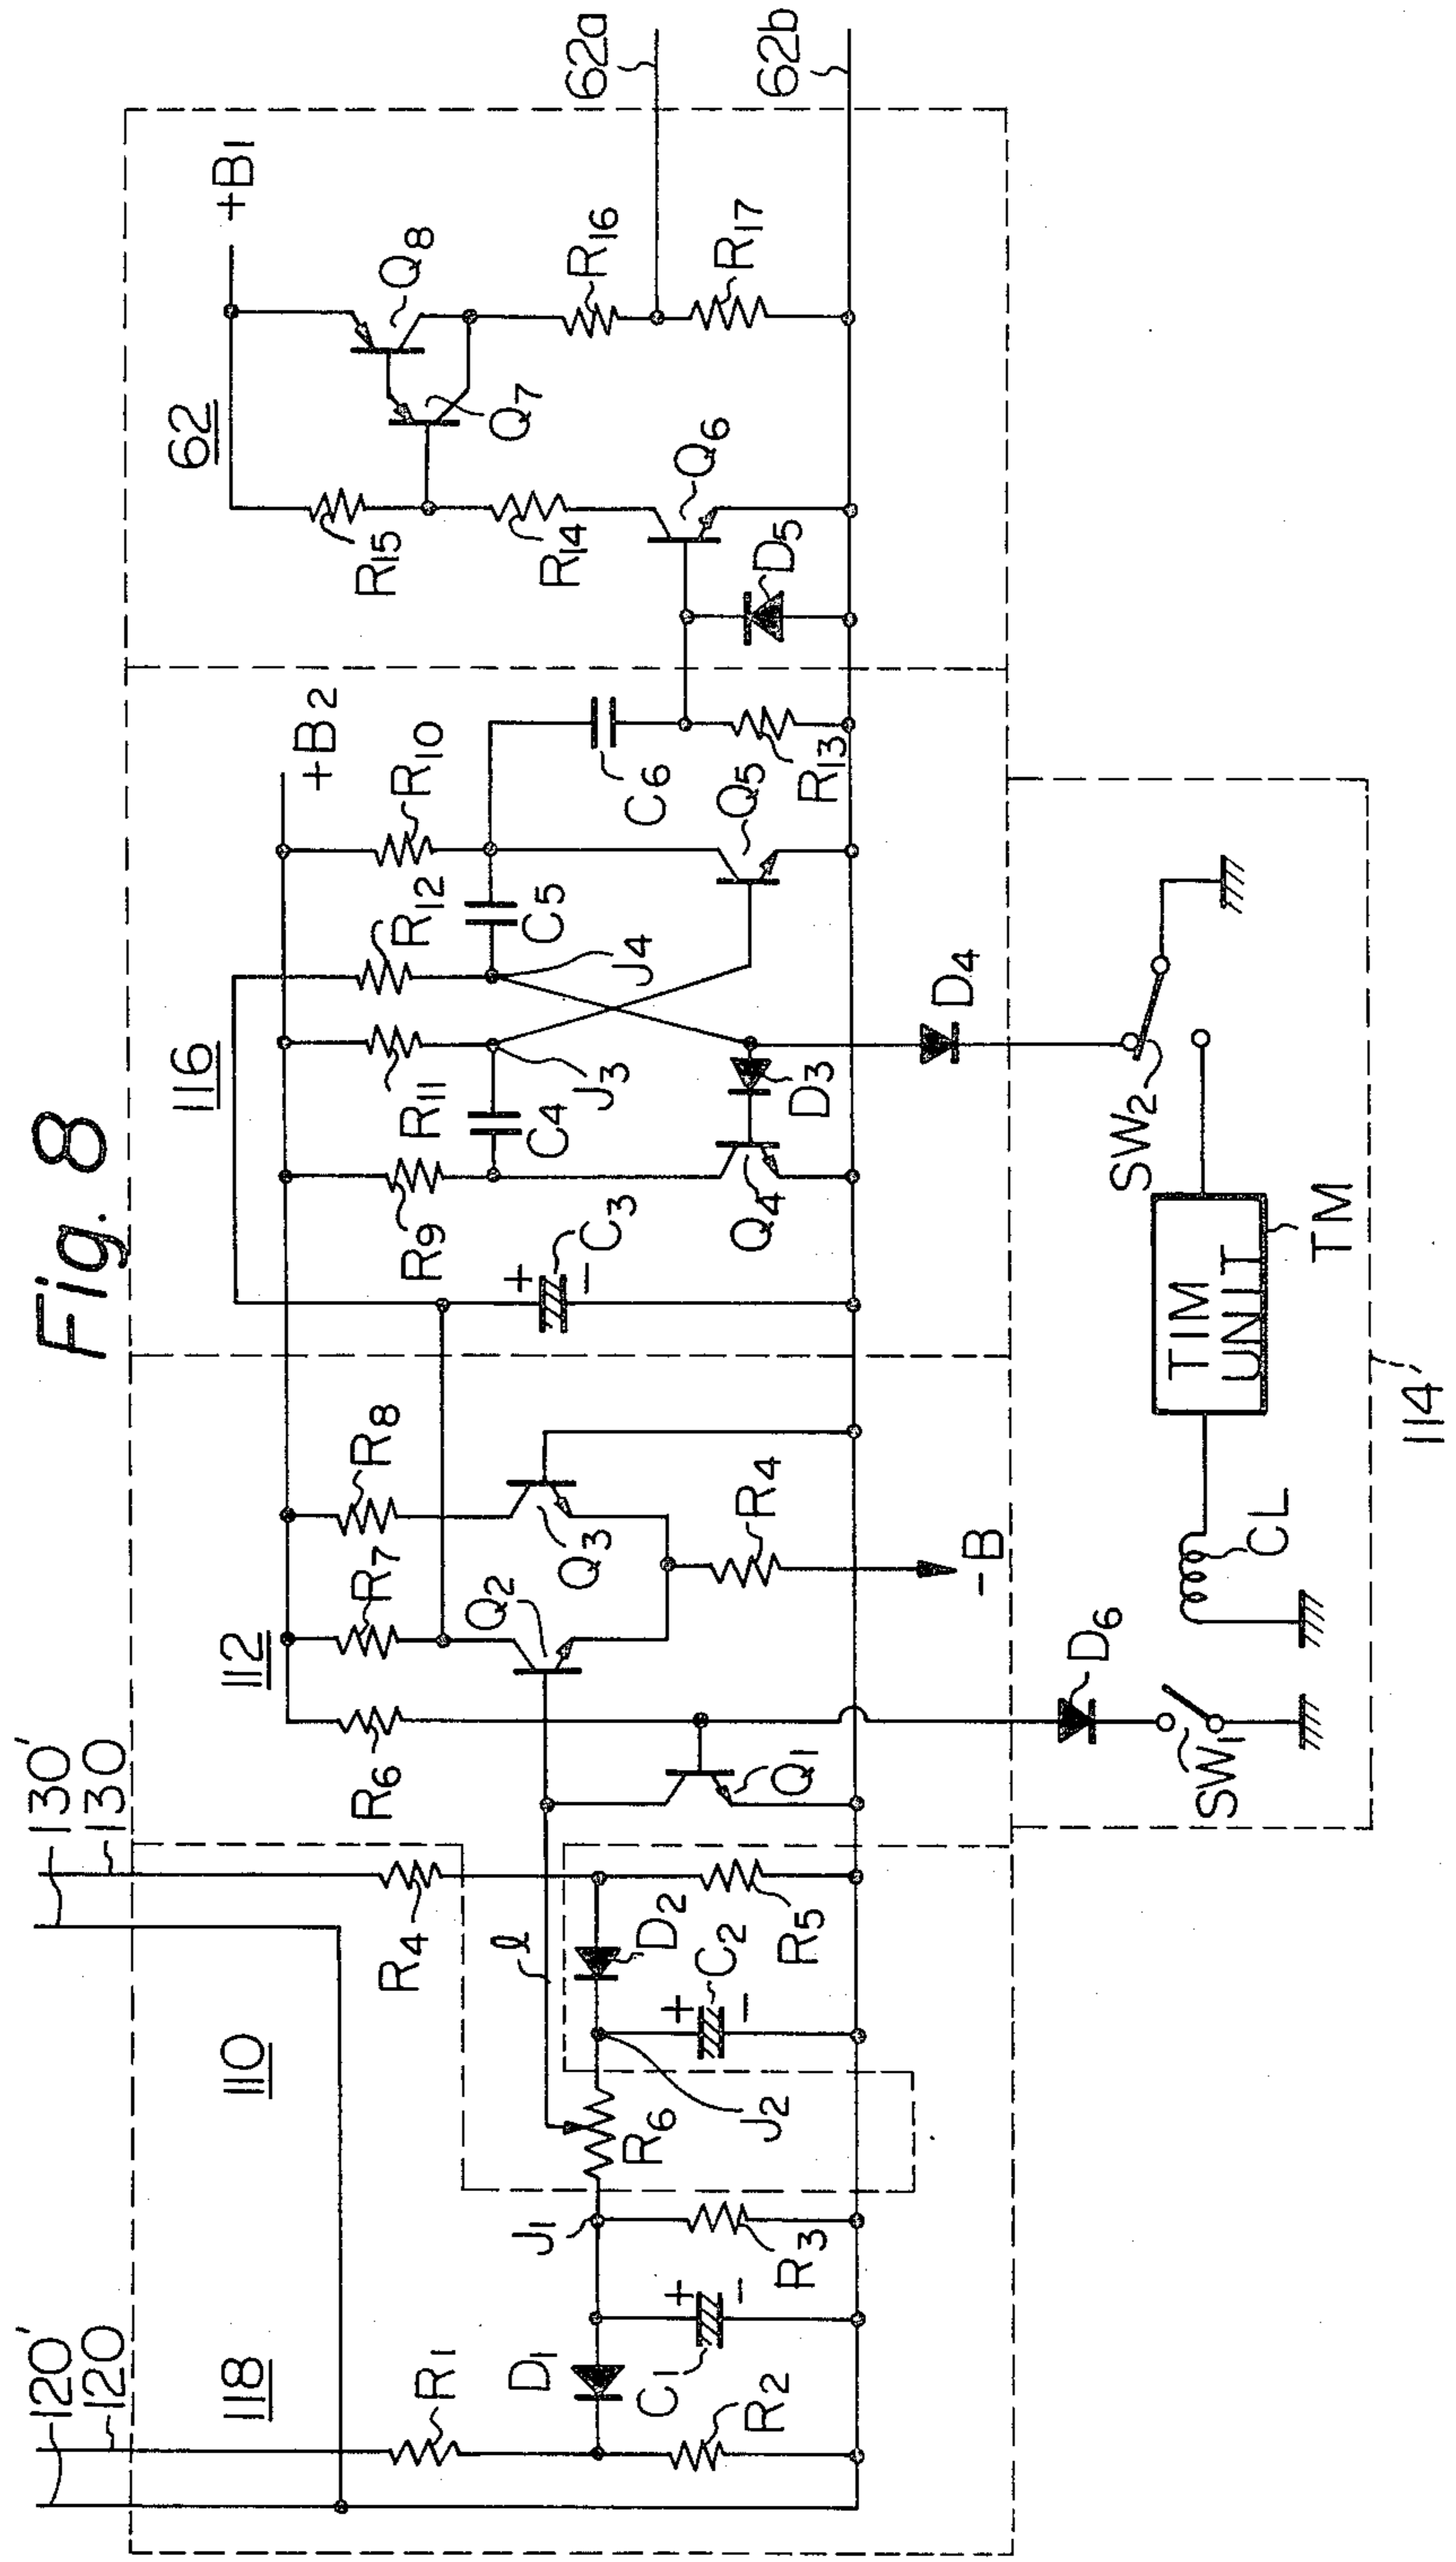 Fig. 8
120'
120
130'
130
118
110
112
116
62
+B2
+B1
62a
62b
R1
R4
R6
R7
R8
R9
R11
R12
R10
R15
Q8
Q7
R16
R17
R14
Q6
D5
C6
R13
C5
J4
J3
C4
C3
+
−
Q5
Q4
D3
D4
Q2
Q3
R4
−B
Q1
l
D1
J1
R6
J2
D2
C1
+
−
C2
+
−
R2
R3
R5
D6
SW1
CL
TIM
UNIT
TM
SW2
114'